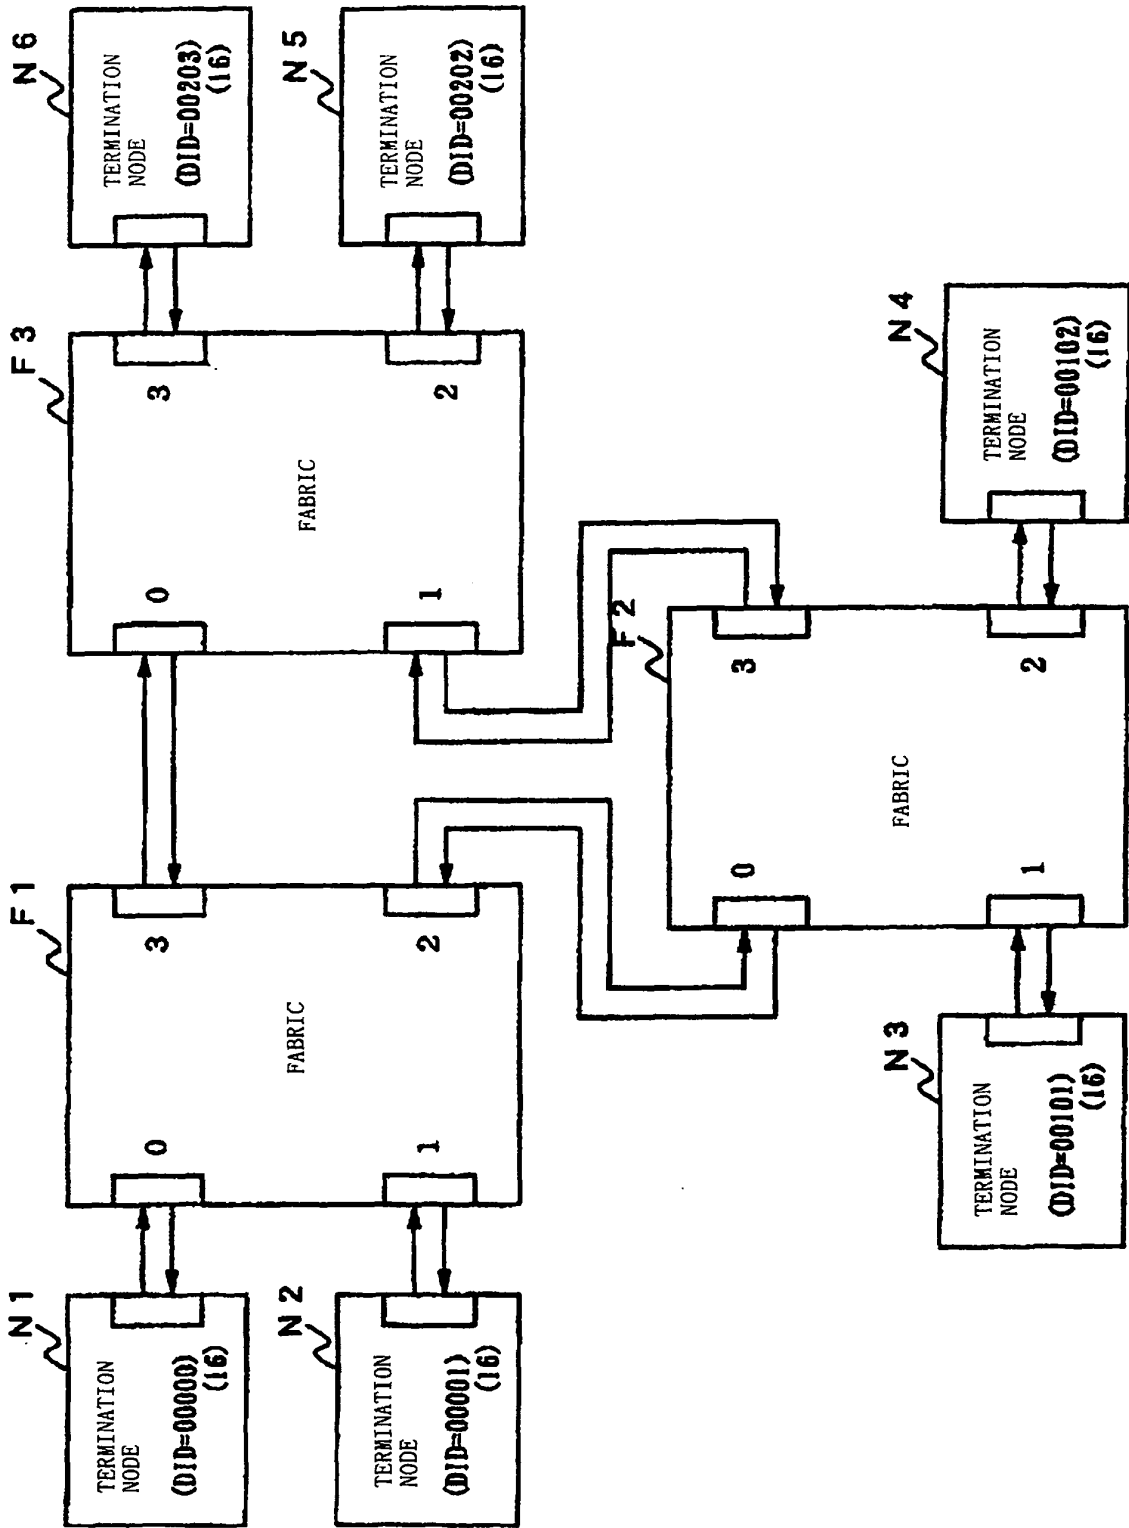 N1
TERMINATION
NODE
(DID=00000)
(16)
N2
TERMINATION
NODE
(DID=00001)
(16)
F1
0
1
2
3
FABRIC
F3
0
1
2
3
FABRIC
N6
TERMINATION
NODE
(DID=00203)
(16)
N5
TERMINATION
NODE
(DID=00202)
(16)
N3
TERMINATION
NODE
(DID=00101)
(16)
F2
0
1
2
3
FABRIC
N4
TERMINATION
NODE
(DID=00102)
(16)